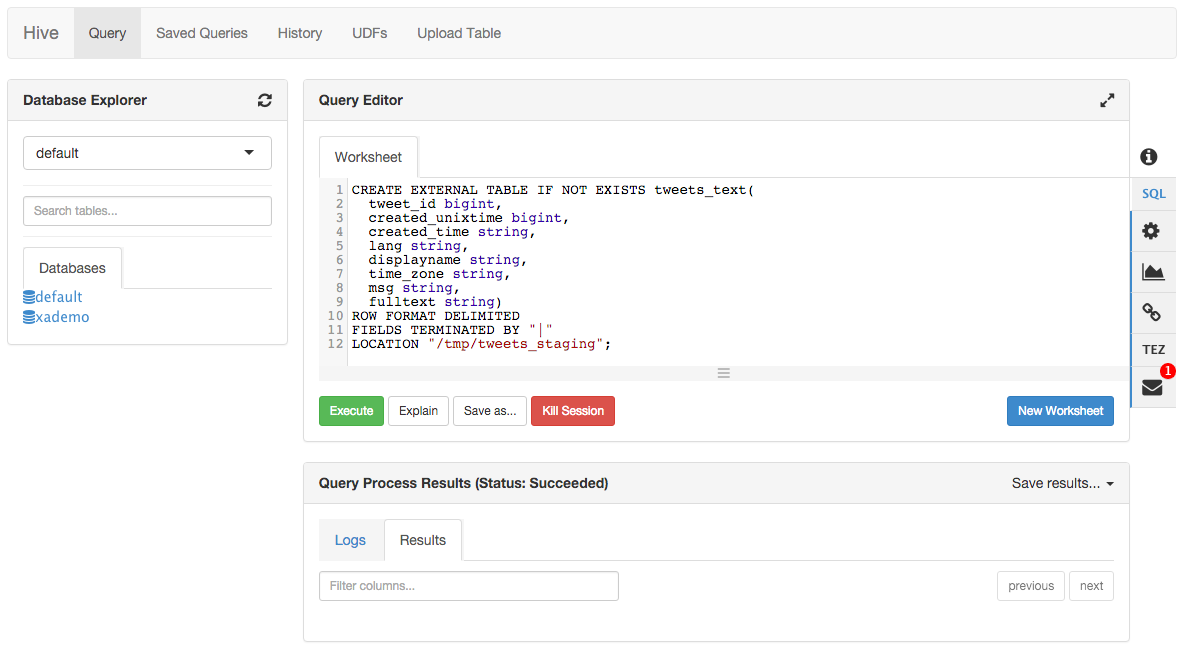 Hive Query Saved Queries History UDFs Upload Table
Database Explorer
default
Search tables...
Databases
default
xademo
Query Editor
Worksheet
1 CREATE EXTERNAL TABLE IF NOT EXISTS tweets_text(
2 tweet_id bigint,
3 created_unixtime bigint,
4 created_time string,
5 lang string,
6 displayname string,
7 time_zone string,
8 msg string,
9 fulltext string)
10 ROW FORMAT DELIMITED
11 FIELDS TERMINATED BY "|"
12 LOCATION "/tmp/tweets_staging";
Execute Explain Save as... Kill Session New Worksheet
SQL
TEZ
1
Query Process Results (Status: Succeeded) Save results...
Logs Results
Filter columns... previous next